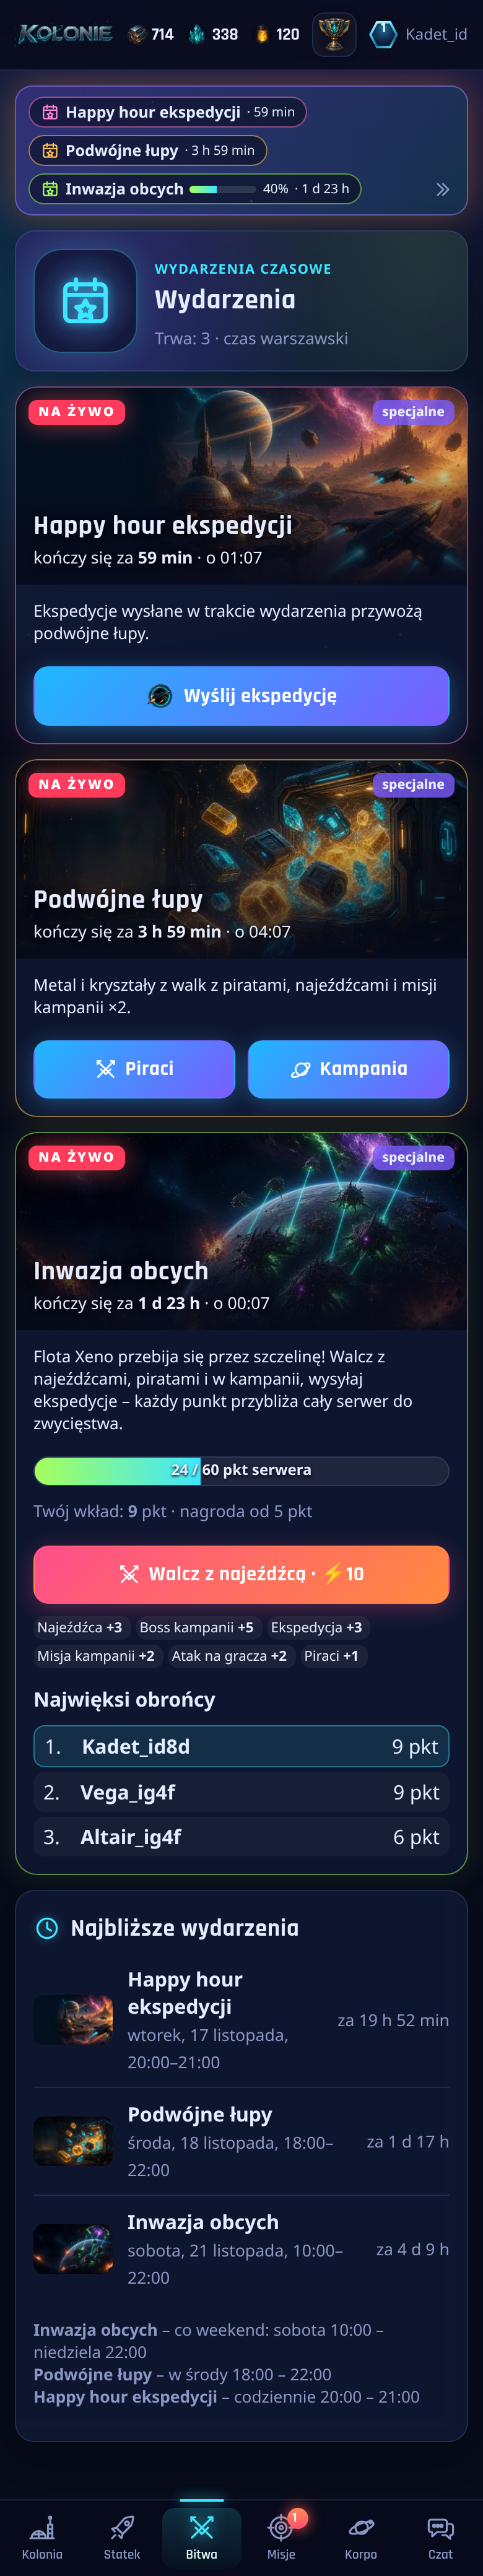 KOLONIE 714 338 120 1 Kadet_id
Happy hour ekspedycji · 59 min
Podwójne łupy · 3 h 59 min
Inwazja obcych 40% · 1 d 23 h
WYDARZENIA CZASOWE
Wydarzenia
Trwa: 3 · czas warszawski
NA ŻYWO specjalne
Happy hour ekspedycji
kończy się za 59 min · o 01:07
Ekspedycje wysłane w trakcie wydarzenia przywożą
podwójne łupy.
Wyślij ekspedycję
NA ŻYWO specjalne
Podwójne łupy
kończy się za 3 h 59 min · o 04:07
Metal i kryształy z walk z piratami, najeźdźcami i misji
kampanii ×2.
Piraci Kampania
NA ŻYWO specjalne
Inwazja obcych
kończy się za 1 d 23 h · o 00:07
Flota Xeno przebija się przez szczelinę! Walcz z
najeźdźcami, piratami i w kampanii, wysyłaj
ekspedycje – każdy punkt przybliża cały serwer do
zwycięstwa.
24 / 60 pkt serwera
Twój wkład: 9 pkt · nagroda od 5 pkt
Walcz z najeźdźcą · ⚡10
Najeźdźca +3 Boss kampanii +5 Ekspedycja +3
Misja kampanii +2 Atak na gracza +2 Piraci +1
Najwięksi obrońcy
1. Kadet_id8d 9 pkt
2. Vega_ig4f 9 pkt
3. Altair_ig4f 6 pkt
Najbliższe wydarzenia
Happy hour
ekspedycji
wtorek, 17 listopada,
20:00–21:00
za 19 h 52 min
Podwójne łupy
środa, 18 listopada, 18:00–
22:00
za 1 d 17 h
Inwazja obcych
sobota, 21 listopada, 10:00–
22:00
za 4 d 9 h
Inwazja obcych – co weekend: sobota 10:00 –
niedziela 22:00
Podwójne łupy – w środy 18:00 – 22:00
Happy hour ekspedycji – codziennie 20:00 – 21:00
1
Kolonia Statek Bitwa Misje Korpo Czat